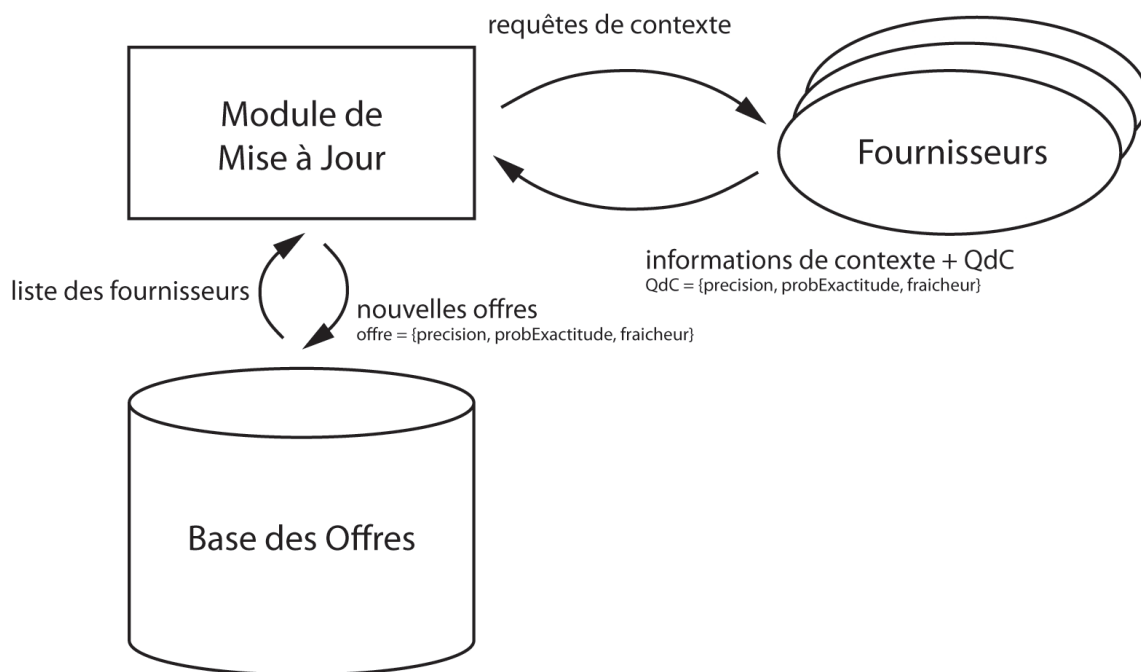 requêtes de contexte
Module de
Mise à Jour
Fournisseurs
informations de contexte + QdC
QdC = {precision, probExactitude, fraicheur}
liste des fournisseurs
nouvelles offres
offre = {precision, probExactitude, fraicheur}
Base des Offres